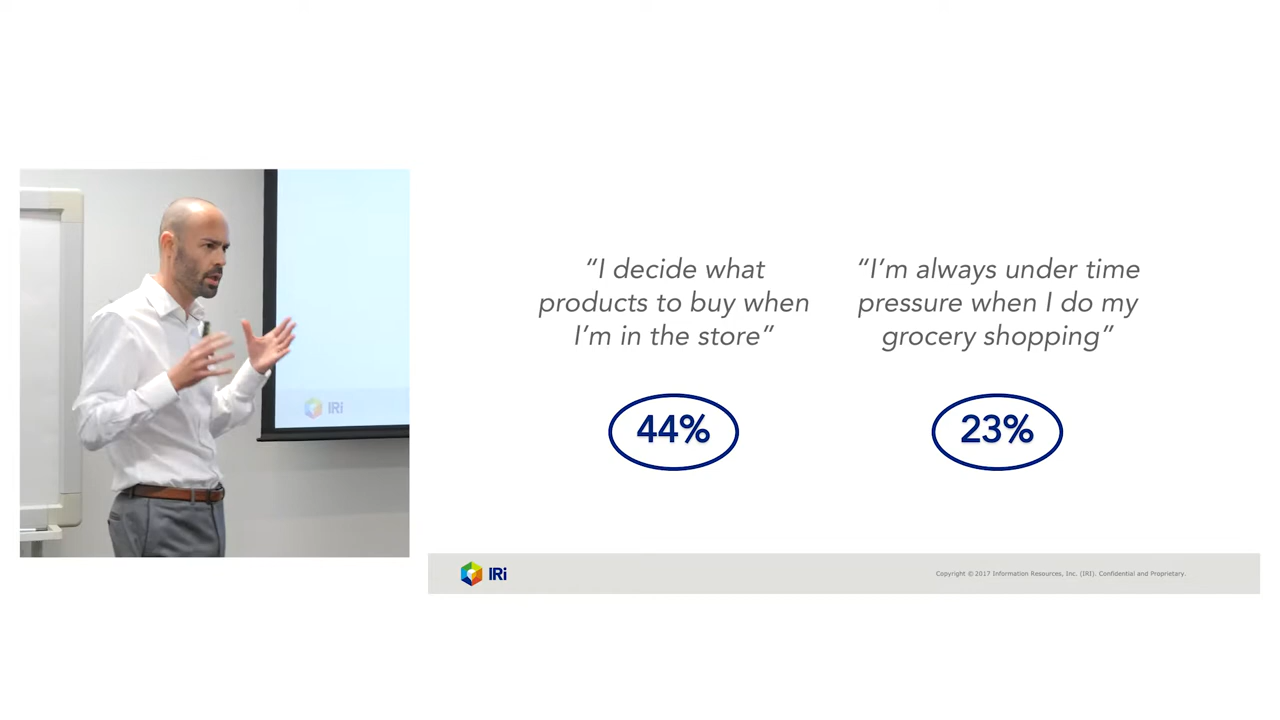 “I decide what
products to buy when
I’m in the store”
44%
“I’m always under time
pressure when I do my
grocery shopping”
23%
IRi
IRi
Copyright © 2017 Information Resources, Inc. (IRI). Confidential and Proprietary.